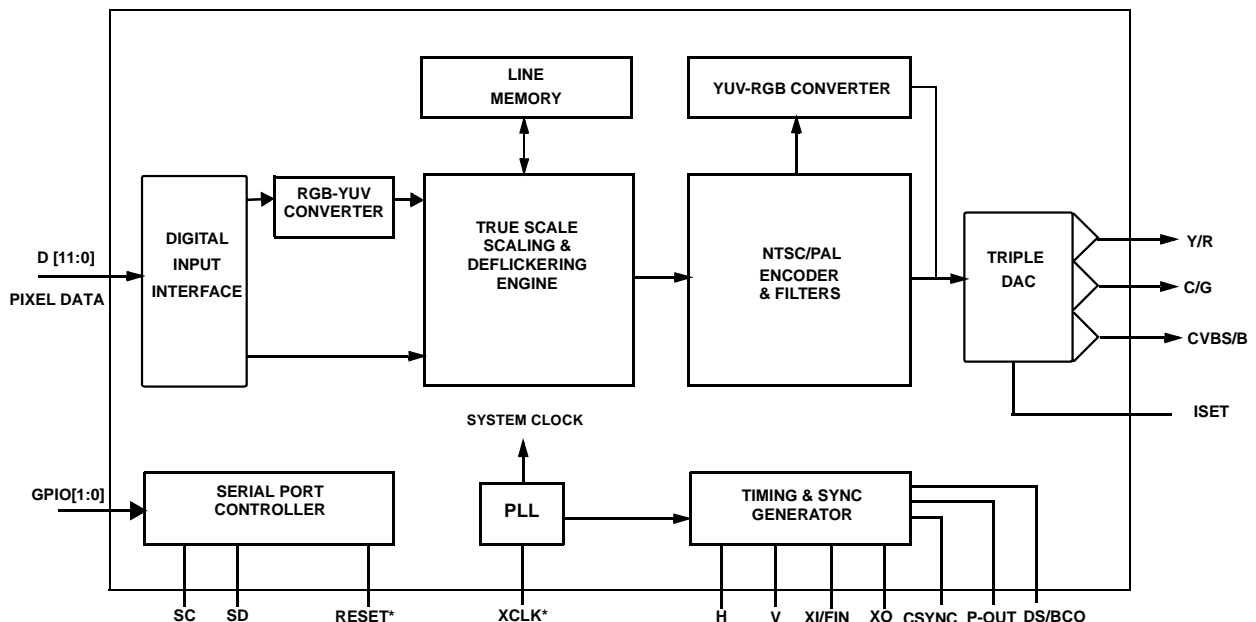 LINE
MEMORY
YUV-RGB CONVERTER
RGB-YUV
CONVERTER
TRUE SCALE
SCALING &
DEFLICKERING
ENGINE
D [11:0]
PIXEL DATA
DIGITAL
INPUT
INTERFACE
NTSC/PAL
ENCODER
& FILTERS
TRIPLE
DAC
Y/R
C/G
CVBS/B
ISET
SYSTEM CLOCK
GPIO[1:0]
SERIAL PORT
CONTROLLER
PLL
TIMING & SYNC
GENERATOR
SC SD RESET* XCLK* H V XI/FIN XO CSYNC P-OUT DS/BCO